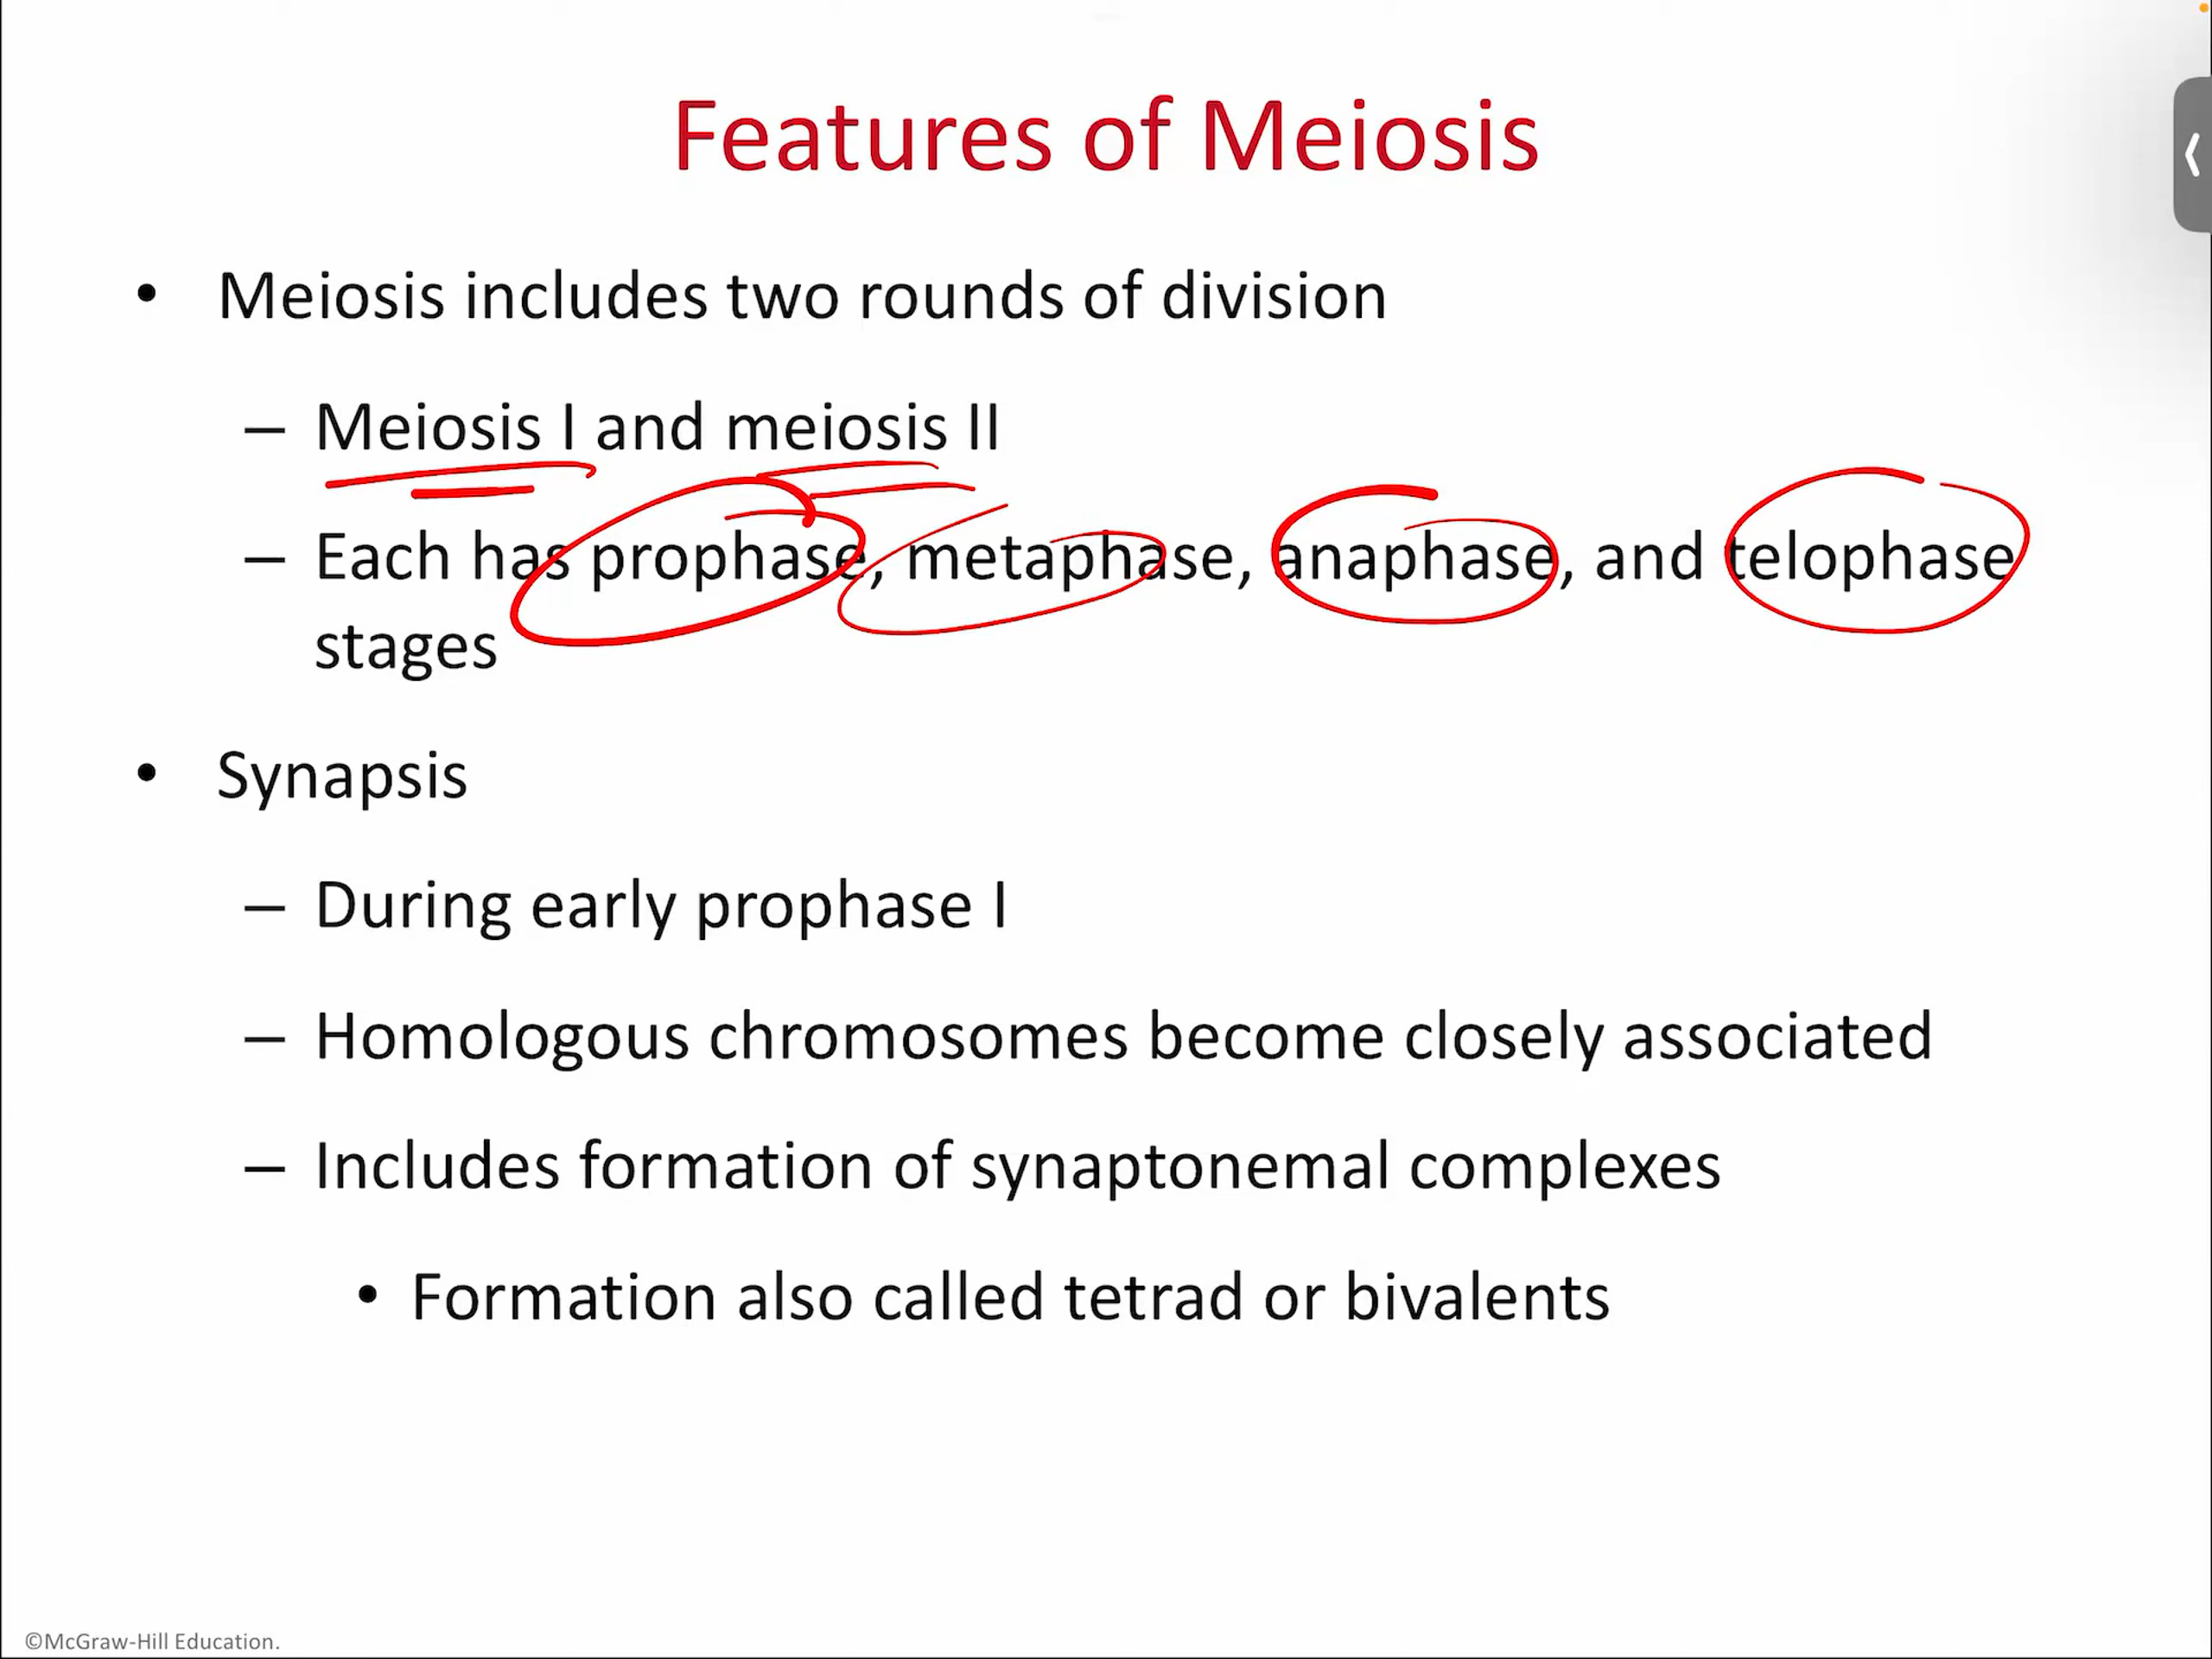 Features of Meiosis
• Meiosis includes two rounds of division
– Meiosis I and meiosis II
– Each has prophase, metaphase, anaphase, and telophase
stages
• Synapsis
– During early prophase I
– Homologous chromosomes become closely associated
– Includes formation of synaptonemal complexes
• Formation also called tetrad or bivalents
©McGraw-Hill Education.